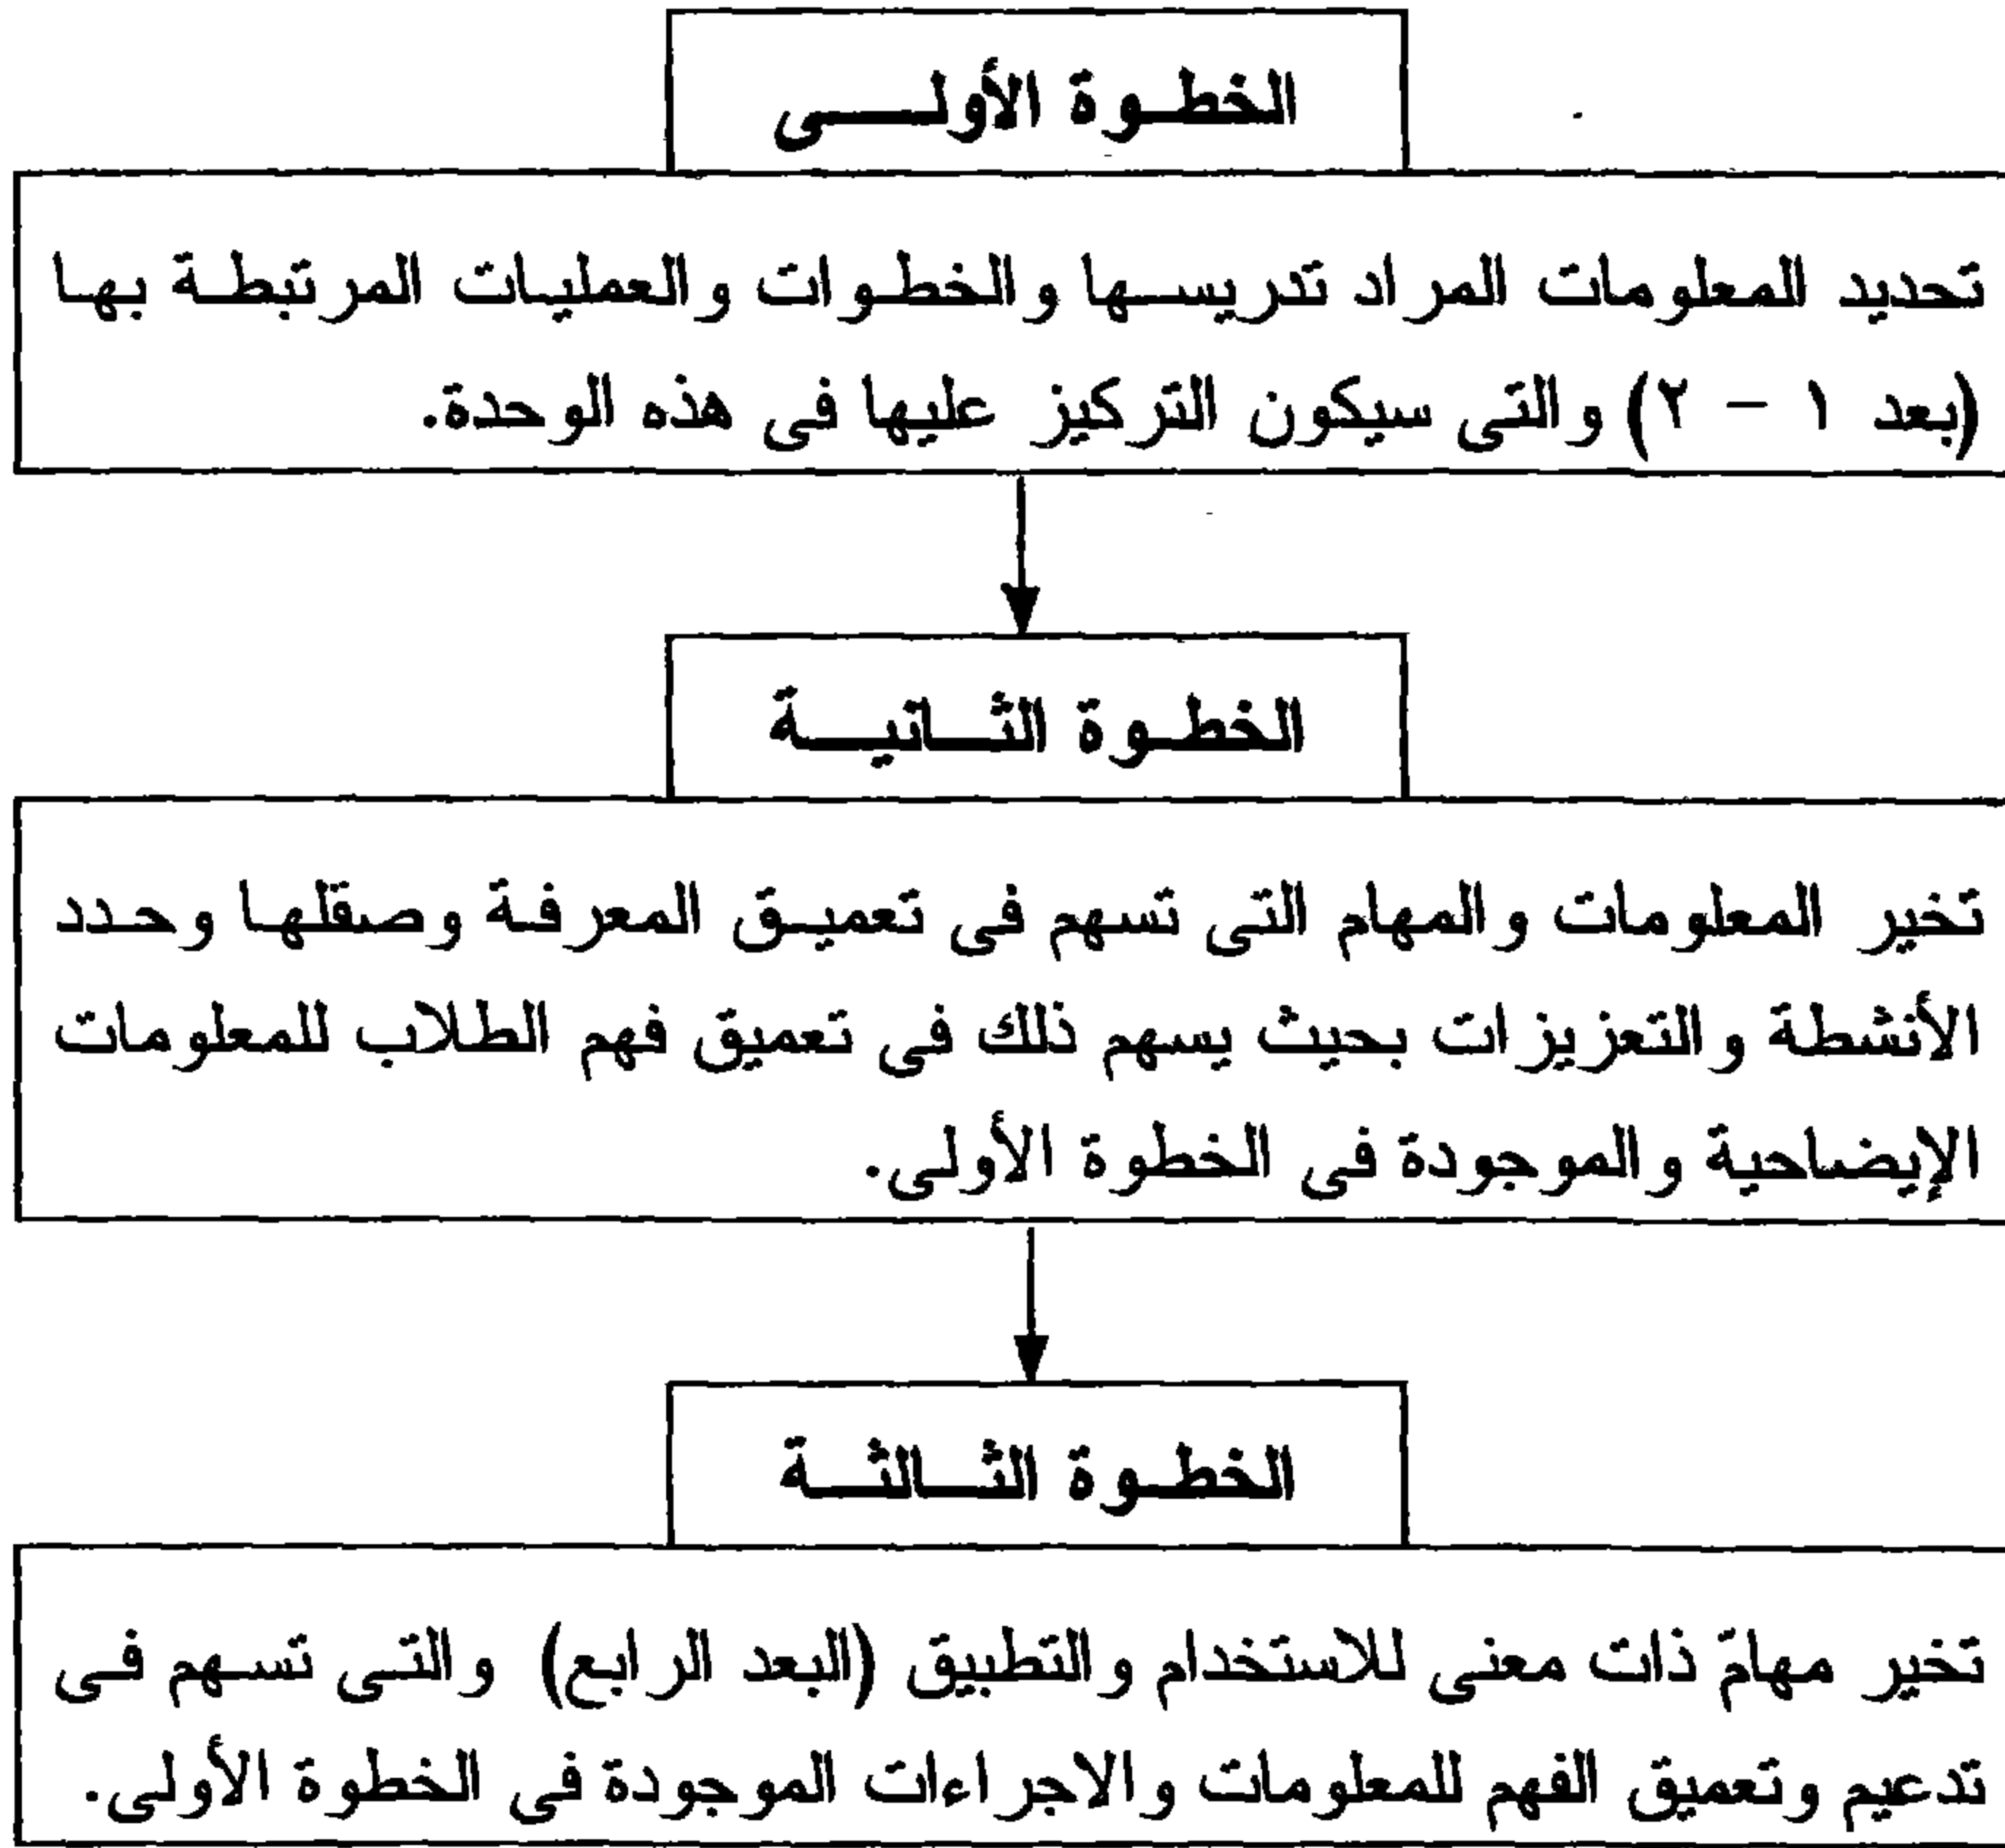 الخطوة الأولى
تحديد المعلومات المراد تدريسها والخطوات والعمليات المرتبطة بها
(بعد ١ – ٢) والتى سيكون التركيز عليها فى هذه الوحدة.
الخطوة الثانية
تخير المعلومات والمهام التى تسهم فى تعميق المعرفة وصقلها وحدد
الأنشطة والتعزيزات بحيث يسهم ذلك فى تعميق فهم الطلاب للمعلومات
الإيضاحية والموجودة فى الخطوة الأولى.
الخطوة الثالثة
تخير مهام ذات معنى للاستخدام والتطبيق (البعد الرابع) والتى تسهم فى
تدعيم وتعميق الفهم للمعلومات والاجراءات الموجودة فى الخطوة الأولى.